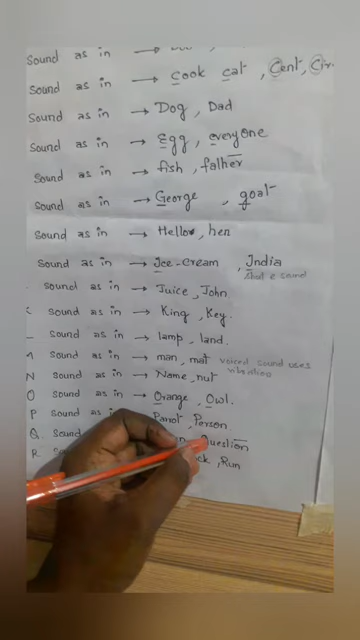 Sound as in →
Sound as in → Cook cat, Cent, Cir
Sound as in → Dog, Dad
Sound as in → Egg, everyone
Sound as in → fish, father
Sound as in → George, goat
Sound as in → Hello, hen
Sound as in → Ice-cream, India
Short e sound
Sound as in → Juice, John.
Sound as in → King, Key.
Sound as in → lamp, land.
Sound as in → man, mat voiced sound uses vibration
N Sound as in → Name, nut
O Sound as in → Orange, Owl.
P Sound as in → Parrot, Person
Q. Sound Question
R. , Run